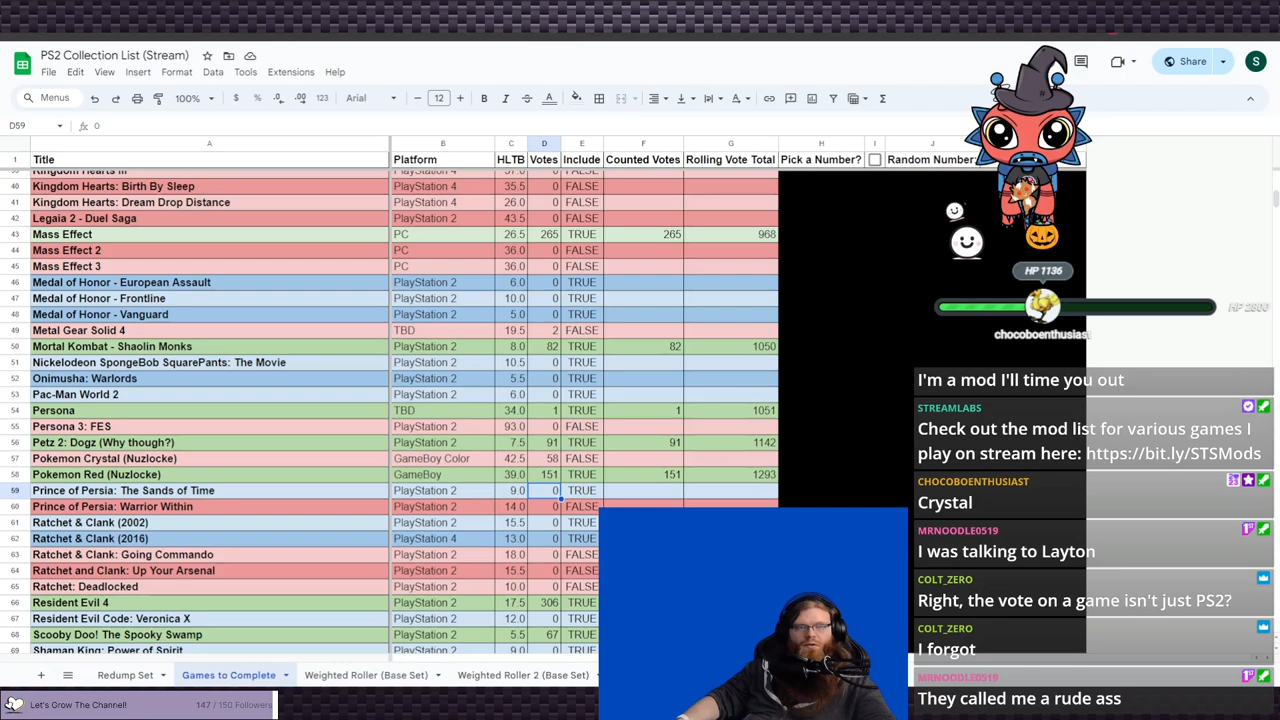 PS2 Collection List (Stream)
File Edit View Insert Format Data Tools Extensions Help
Share
S
Menus 100% $ % .0 .00 123 Arial 12 B I A
D59 fx 0
A B C D E F G H I J
1 Title Platform HLTB Votes Include Counted Votes Rolling Vote Total Pick a Number? Random Number:
40 Kingdom Hearts: Birth By Sleep PlayStation 4 35.5 0 FALSE
41 Kingdom Hearts: Dream Drop Distance PlayStation 4 26.0 0 FALSE
42 Legaia 2 - Duel Saga PlayStation 2 43.5 0 FALSE
43 Mass Effect PC 26.5 265 TRUE 265 968
44 Mass Effect 2 PC 36.0 0 FALSE
45 Mass Effect 3 PC 36.0 0 FALSE
46 Medal of Honor - European Assault PlayStation 2 6.0 0 TRUE
47 Medal of Honor - Frontline PlayStation 2 10.0 0 TRUE
48 Medal of Honor - Vanguard PlayStation 2 5.0 0 TRUE
49 Metal Gear Solid 4 TBD 19.5 2 FALSE
50 Mortal Kombat - Shaolin Monks PlayStation 2 8.0 82 TRUE 82 1050
51 Nickelodeon SpongeBob SquarePants: The Movie PlayStation 2 10.5 0 TRUE
52 Onimusha: Warlords PlayStation 2 5.5 0 TRUE
53 Pac-Man World 2 PlayStation 2 6.0 0 TRUE
54 Persona TBD 34.0 1 TRUE 1 1051
55 Persona 3: FES PlayStation 2 93.0 0 FALSE
56 Petz 2: Dogz (Why though?) PlayStation 2 7.5 91 TRUE 91 1142
57 Pokemon Crystal (Nuzlocke) GameBoy Color 42.5 58 FALSE
58 Pokemon Red (Nuzlocke) GameBoy 39.0 151 TRUE 151 1293
59 Prince of Persia: The Sands of Time PlayStation 2 9.0 0 TRUE
60 Prince of Persia: Warrior Within PlayStation 2 14.0 0 FALSE
61 Ratchet & Clank (2002) PlayStation 2 15.5 0 TRUE
62 Ratchet & Clank (2016) PlayStation 4 13.0 0 TRUE
63 Ratchet & Clank: Going Commando PlayStation 2 18.0 0 FALSE
64 Ratchet and Clank: Up Your Arsenal PlayStation 2 15.5 0 FALSE
65 Ratchet: Deadlocked PlayStation 2 10.0 0 FALSE
66 Resident Evil 4 PlayStation 2 17.5 306 TRUE
67 Resident Evil Code: Veronica X PlayStation 2 12.0 0 TRUE
68 Scooby Doo! The Spooky Swamp PlayStation 2 5.5 67 TRUE
69 Shaman King: Power of Spirit PlayStation 2 9.0 0 TRUE
Redump Set Games to Complete Weighted Roller (Base Set) Weighted Roller 2 (Base Set)
Let's Grow The Channel! 147 / 150 Followers
HP 1136
HP 2800
chocoboenthusiast
I'm a mod I'll time you out
STREAMLABS
Check out the mod list for various games I
play on stream here: https://bit.ly/STSMods
CHOCOBOENTHUSIAST
Crystal
MRNOODLE0519
I was talking to Layton
COLT_ZERO
Right, the vote on a game isn't just PS2?
COLT_ZERO
I forgot
MRNOODLE0519
They called me a rude ass